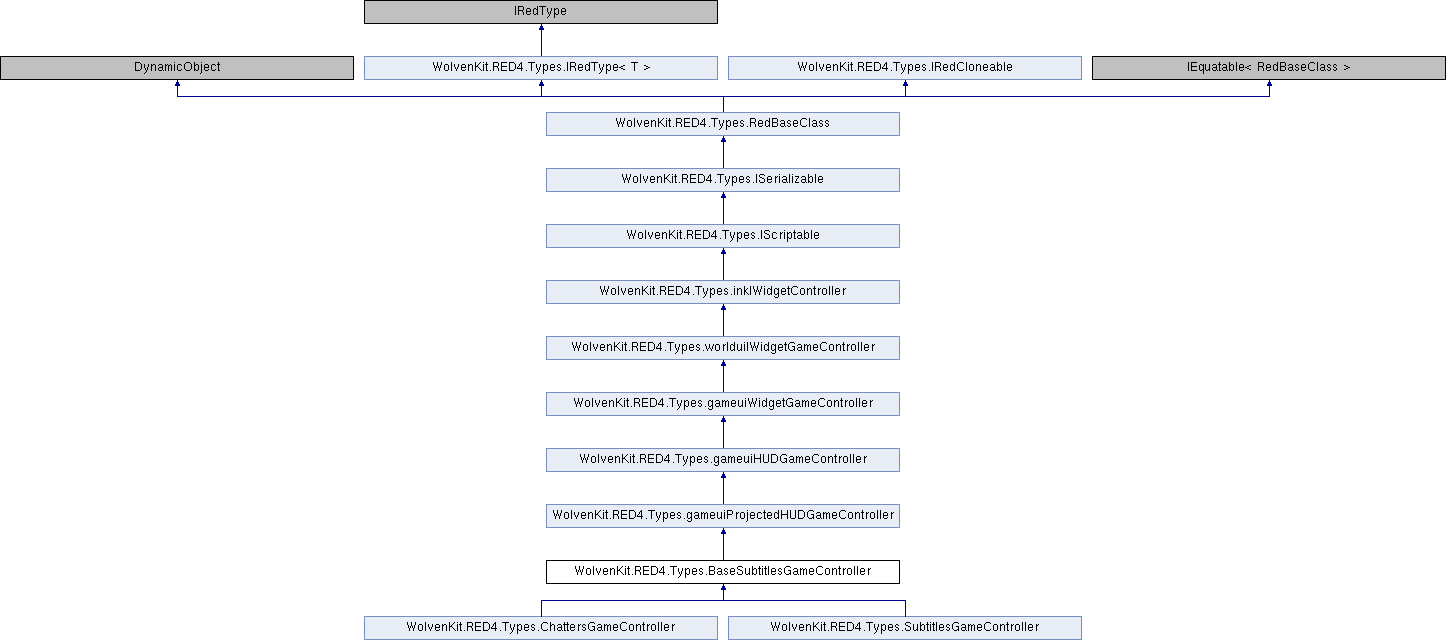 IRedType
DynamicObject
WolvenKit.RED4.Types.IRedType< T >
WolvenKit.RED4.Types.IRedCloneable
IEquatable< RedBaseClass >
WolvenKit.RED4.Types.RedBaseClass
WolvenKit.RED4.Types.ISerializable
WolvenKit.RED4.Types.IScriptable
WolvenKit.RED4.Types.inkIWidgetController
WolvenKit.RED4.Types.worlduiIWidgetGameController
WolvenKit.RED4.Types.gameuiWidgetGameController
WolvenKit.RED4.Types.gameuiHUDGameController
WolvenKit.RED4.Types.gameuiProjectedHUDGameController
WolvenKit.RED4.Types.BaseSubtitlesGameController
WolvenKit.RED4.Types.ChattersGameController
WolvenKit.RED4.Types.SubtitlesGameController